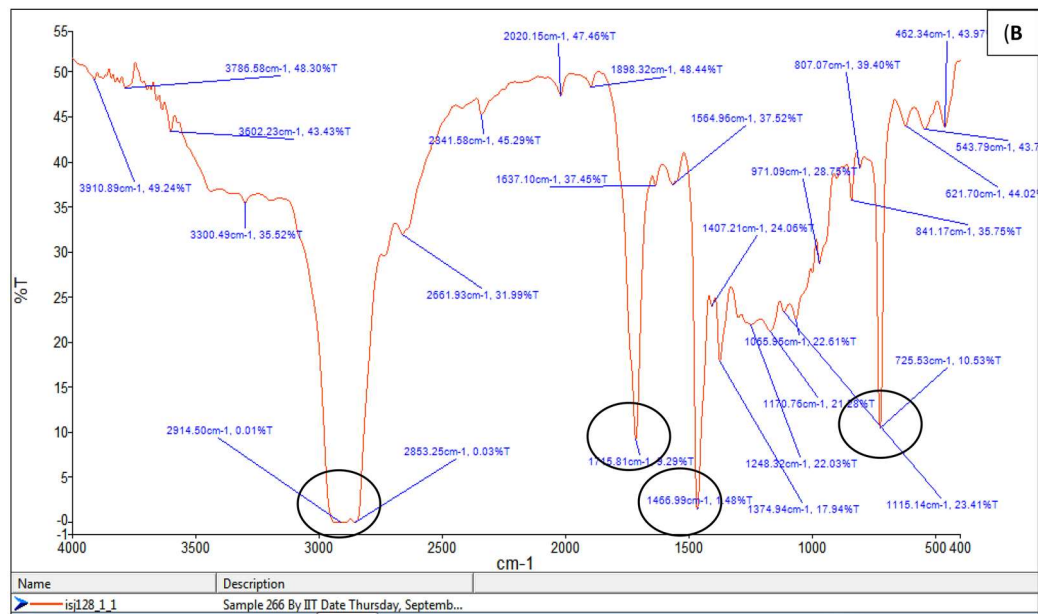 (B
55
50
45
40
35
30
25
20
15
10
5
-0
-1
%T
2020.15cm-1, 47.46%T
462.34cm-1, 43.97%
3786.58cm-1, 48.30%T
1898.32cm-1, 48.44%T
807.07cm-1, 39.40%T
3602.23cm-1, 43.43%T
1564.96cm-1, 37.52%T
2341.58cm-1, 45.29%T
543.79cm-1, 43.7
971.09cm-1, 28.75%T
3910.89cm-1, 49.24%T
1637.10cm-1, 37.45%T
621.70cm-1, 44.02%
1407.21cm-1, 24.06%T
841.17cm-1, 35.75%T
3300.49cm-1, 35.52%T
2661.93cm-1, 31.99%T
1065.95cm-1, 22.61%T
725.53cm-1, 10.53%T
1170.76cm-1, 21.28%T
2914.50cm-1, 0.01%T
2853.25cm-1, 0.03%T
1715.81cm-1, 9.29%T
1248.32cm-1, 22.03%T
1466.99cm-1, 1.48%T
1374.94cm-1, 17.94%T
1115.14cm-1, 23.41%T
4000 3500 3000 2500 2000 1500 1000 500 400
cm-1
Name Description
isj128_1_1 Sample 266 By IIT Date Thursday, Septemb...